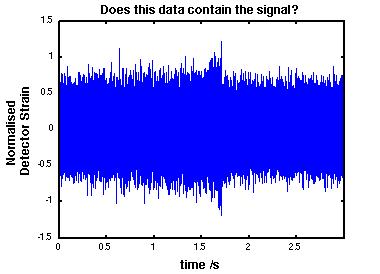 Does this data contain the signal?
1.5
1
0.5
0
-0.5
-1
-1.5
Normalised
Detector Strain
0 0.5 1 1.5 2 2.5
time /s